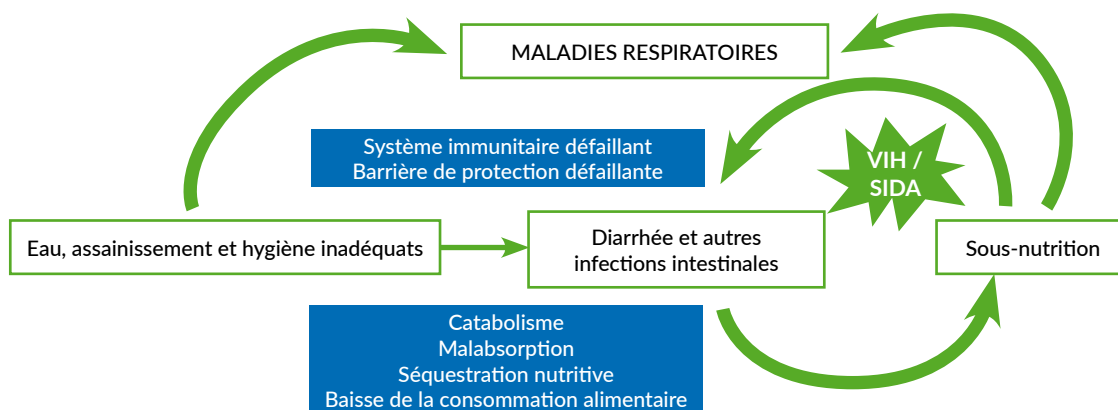 MALADIES RESPIRATOIRES
Système immunitaire défaillant
Barrière de protection défaillante
VIH /
SIDA
Eau, assainissement et hygiène inadéquats
Diarrhée et autres
infections intestinales
Sous-nutrition
Catabolisme
Malabsorption
Séquestration nutritive
Baisse de la consommation alimentaire